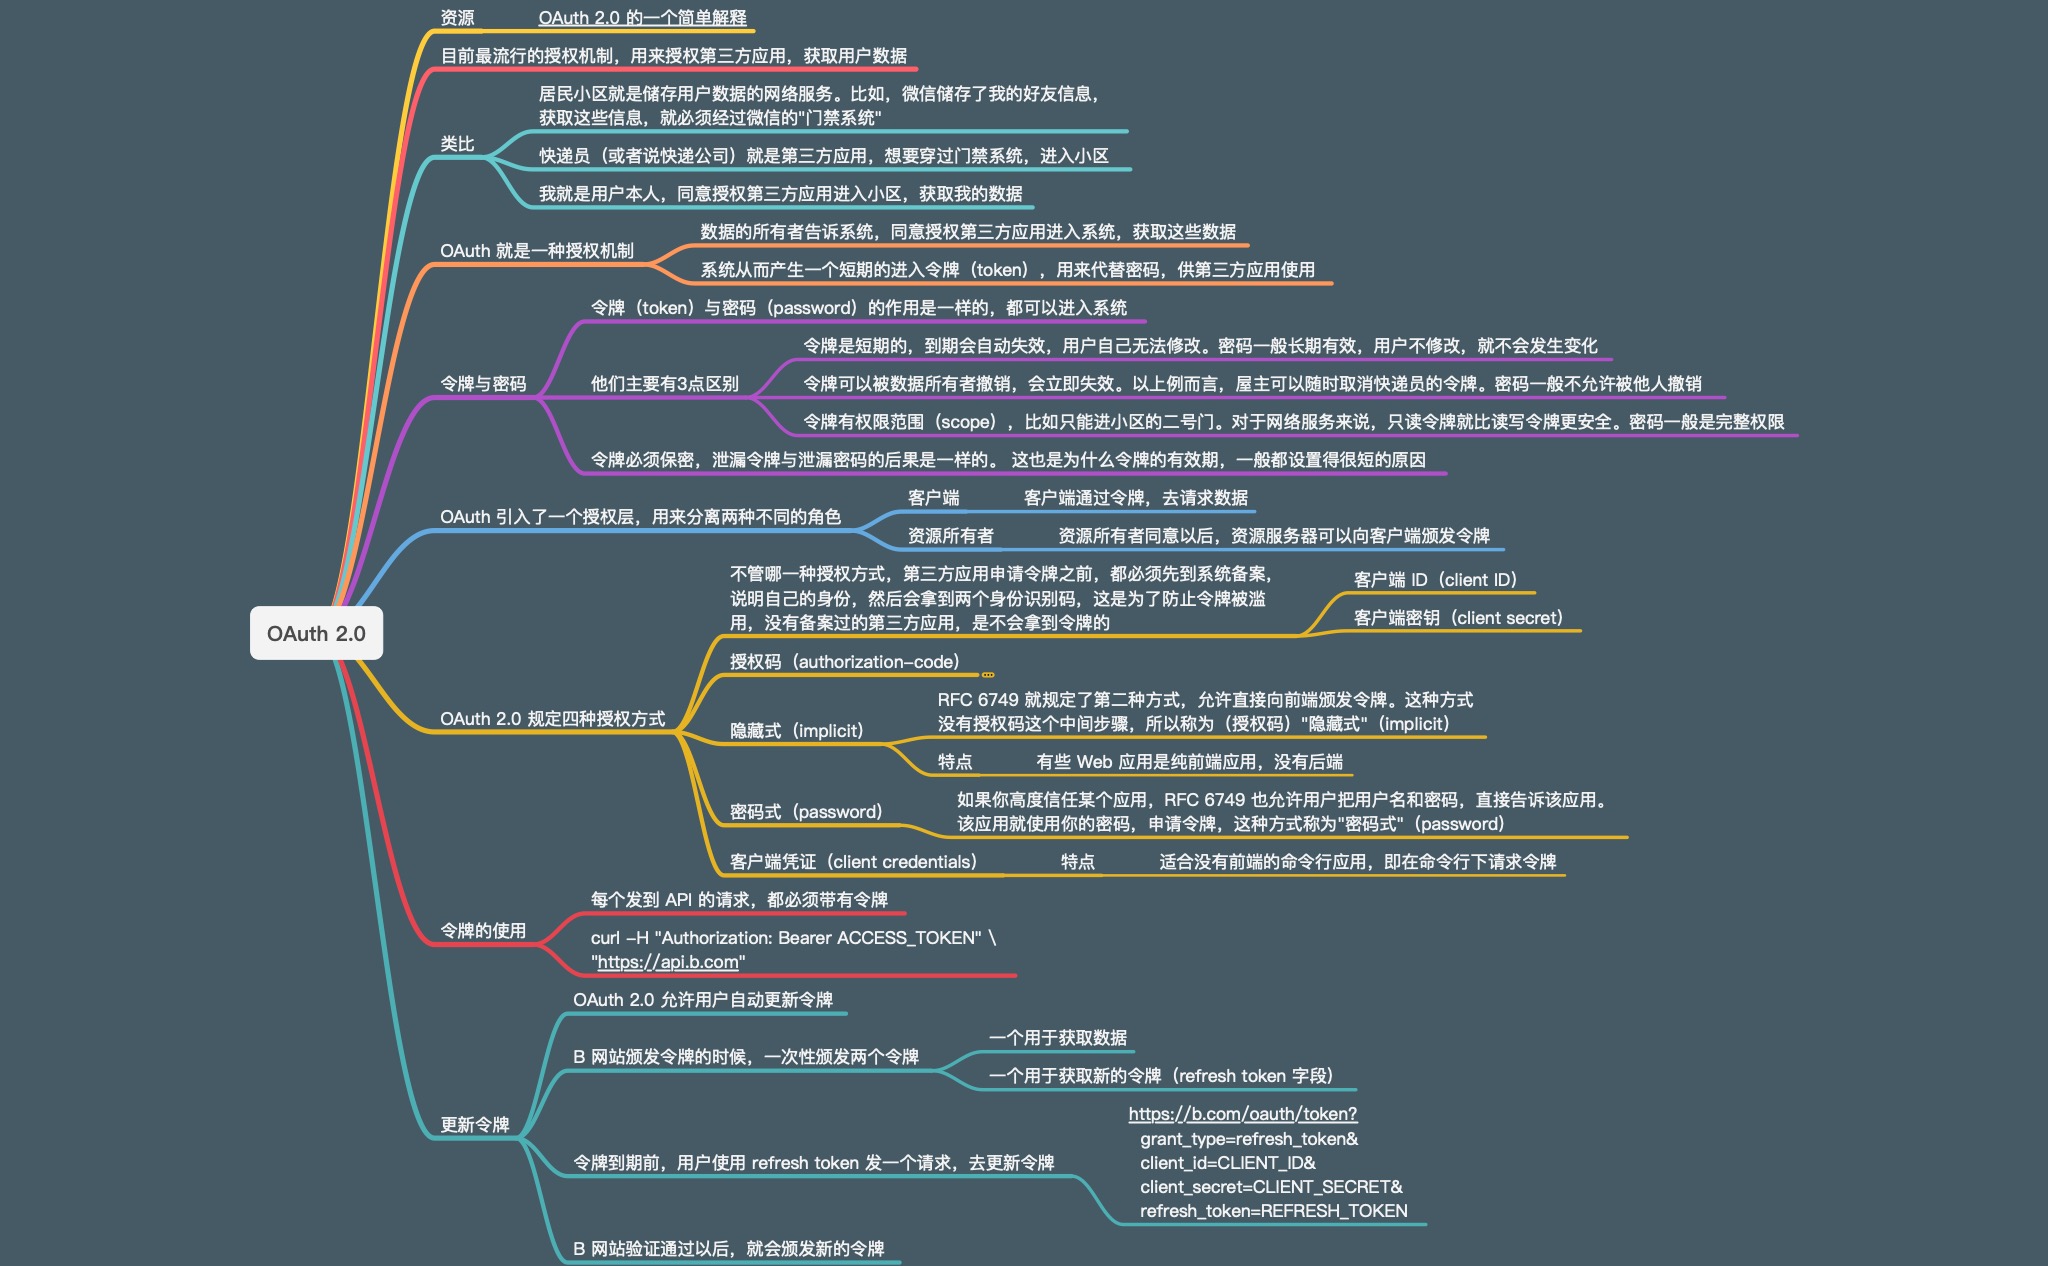 资源
OAuth 2.0 的一个简单解释
目前最流行的授权机制，用来授权第三方应用，获取用户数据
类比
居民小区就是储存用户数据的网络服务。比如，微信储存了我的好友信息，
获取这些信息，就必须经过微信的"门禁系统"
快递员（或者说快递公司）就是第三方应用，想要穿过门禁系统，进入小区
我就是用户本人，同意授权第三方应用进入小区，获取我的数据
OAuth 就是一种授权机制
数据的所有者告诉系统，同意授权第三方应用进入系统，获取这些数据
系统从而产生一个短期的进入令牌（token），用来代替密码，供第三方应用使用
令牌与密码
令牌（token）与密码（password）的作用是一样的，都可以进入系统
他们主要有3点区别
令牌是短期的，到期会自动失效，用户自己无法修改。密码一般长期有效，用户不修改，就不会发生变化
令牌可以被数据所有者撤销，会立即失效。以上例而言，屋主可以随时取消快递员的令牌。密码一般不允许被他人撤销
令牌有权限范围（scope），比如只能进小区的二号门。对于网络服务来说，只读令牌就比读写令牌更安全。密码一般是完整权限
令牌必须保密，泄漏令牌与泄漏密码的后果是一样的。 这也是为什么令牌的有效期，一般都设置得很短的原因
OAuth 引入了一个授权层，用来分离两种不同的角色
客户端
客户端通过令牌，去请求数据
资源所有者
资源所有者同意以后，资源服务器可以向客户端颁发令牌
OAuth 2.0
OAuth 2.0 规定四种授权方式
不管哪一种授权方式，第三方应用申请令牌之前，都必须先到系统备案，
说明自己的身份，然后会拿到两个身份识别码，这是为了防止令牌被滥
用，没有备案过的第三方应用，是不会拿到令牌的
客户端 ID（client ID）
客户端密钥（client secret）
授权码（authorization-code）
隐藏式（implicit）
RFC 6749 就规定了第二种方式，允许直接向前端颁发令牌。这种方式
没有授权码这个中间步骤，所以称为（授权码）"隐藏式"（implicit）
特点
有些 Web 应用是纯前端应用，没有后端
密码式（password）
如果你高度信任某个应用，RFC 6749 也允许用户把用户名和密码，直接告诉该应用。
该应用就使用你的密码，申请令牌，这种方式称为"密码式"（password）
客户端凭证（client credentials）
特点
适合没有前端的命令行应用，即在命令行下请求令牌
令牌的使用
每个发到 API 的请求，都必须带有令牌
curl -H "Authorization: Bearer ACCESS_TOKEN" \
"https://api.b.com"
更新令牌
OAuth 2.0 允许用户自动更新令牌
B 网站颁发令牌的时候，一次性颁发两个令牌
一个用于获取数据
一个用于获取新的令牌（refresh token 字段）
令牌到期前，用户使用 refresh token 发一个请求，去更新令牌
https://b.com/oauth/token?
grant_type=refresh_token&
client_id=CLIENT_ID&
client_secret=CLIENT_SECRET&
refresh_token=REFRESH_TOKEN
B 网站验证通过以后，就会颁发新的令牌